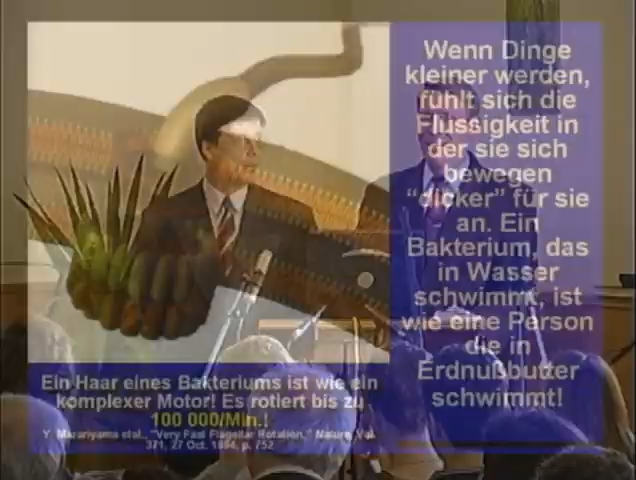 Wenn Dinge
kleiner werden,
fühlt sich die
Flüssigkeit in
der sie sich
bewegen
"dicker" für sie
an. Ein
Bakterium, das
in Wasser
schwimmt, ist
wie eine Person
die in
Erdnußbutter
schwimmt!
Ein Haar eines Bakteriums ist wie ein
komplexer Motor! Es rotiert bis zu
100 000/Min.!
Y. Magariyama et al., "Very Fast Flagellar Rotation," Nature, Vol.
371, 27 Oct. 1994, p. 752